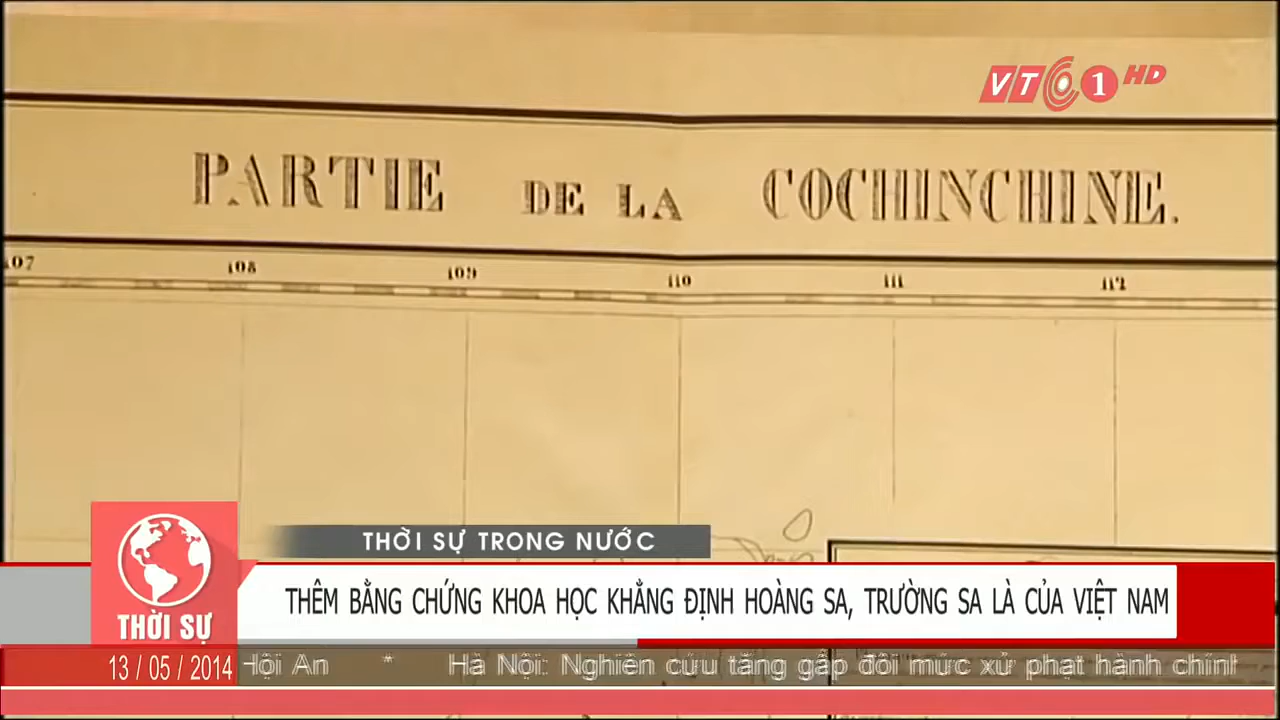 VTC1 HD
PARTIE DE LA COCHINCHINE.
107 108 109 110 111 112
THỜI SỰ TRONG NƯỚC
THÊM BẰNG CHỨNG KHOA HỌC KHẲNG ĐỊNH HOÀNG SA, TRƯỜNG SA LÀ CỦA VIỆT NAM
THỜI SỰ
13 / 05 / 2014 Hội An * Hà Nội: Nghiên cứu tăng gấp đôi mức xử phạt hành chính